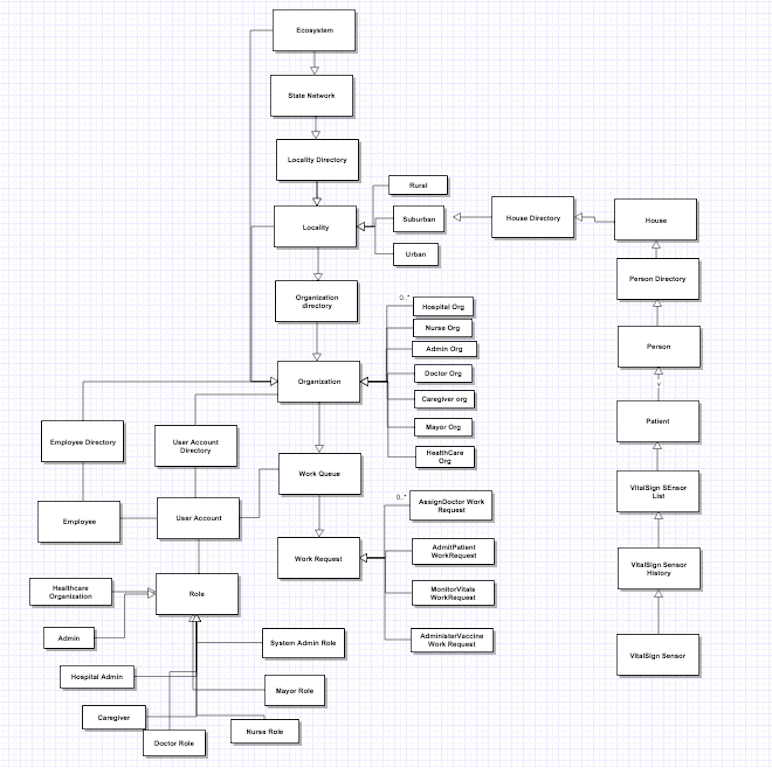 Ecosystem
State Network
Locality Directory
Rural
Locality
Suburban
House Directory
House
Urban
Person Directory
Organization
directory
0..*
Hospital Org
Nurse Org
Person
Admin Org
Doctor Org
Organization
Caregiver org
Patient
Mayor Org
Employee Directory
User Account
Directory
HealthCare
Org
Work Queue
VitalSign SEnsor
List
0..*
AssignDoctor Work
Request
Employee
User Account
AdmitPatient
WorkRequest
Work Request
VitalSign Sensor
History
Healthcare
Organization
Role
MonitorVitals
WorkRequest
Admin
System Admin Role
AdministerVaccine
Work Request
VitalSign Sensor
Hospital Admin
Mayor Role
Caregiver
Nurse Role
Doctor Role